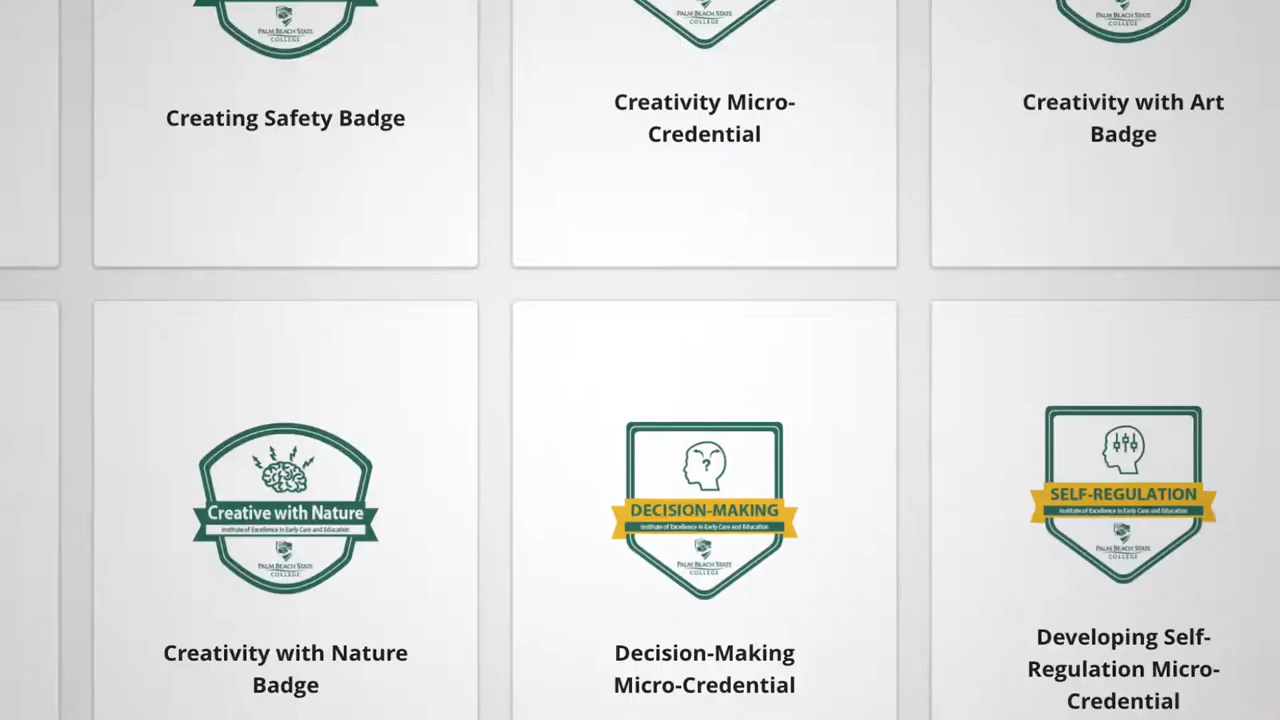 PALM BEACH STATE
COLLEGE
Creating Safety Badge
PALM BEACH STATE
COLLEGE
Creativity Micro-
Credential
PALM BEACH STATE
COLLEGE
Creativity with Art
Badge
Creative with Nature
Institute of Excellence in Early Care and Education
PALM BEACH STATE
COLLEGE
Creativity with Nature
Badge
?
DECISION-MAKING
Institute of Excellence in Early Care and Education
PALM BEACH STATE
COLLEGE
Decision-Making
Micro-Credential
SELF-REGULATION
Institute of Excellence in Early Care and Education
PALM BEACH STATE
COLLEGE
Developing Self-
Regulation Micro-
Credential